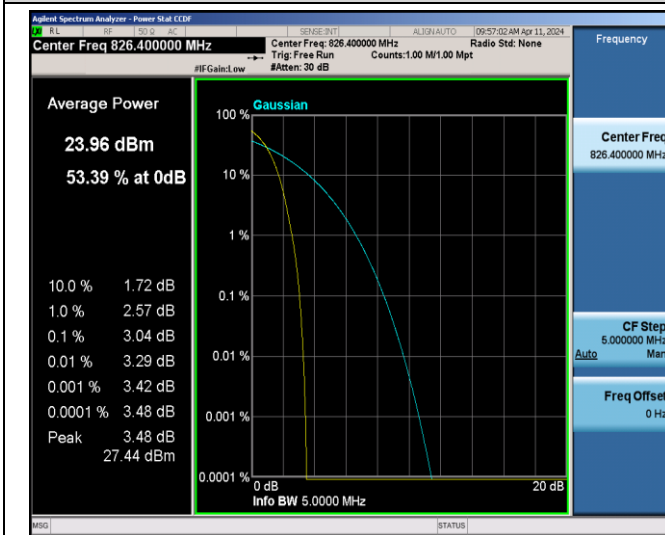 Agilent Spectrum Analyzer - Power Stat CCDF
RL RF 50 Ω AC SENSE:INT ALIGN AUTO 09:57:02 AM Apr 11, 2024
Center Freq 826.400000 MHz
Center Freq: 826.400000 MHz Radio Std: None
Trig: Free Run Counts:1.00 M/1.00 Mpt
#IFGain:Low #Atten: 30 dB
Frequency
Average Power
23.96 dBm
53.39 % at 0dB
10.0 % 1.72 dB
1.0 % 2.57 dB
0.1 % 3.04 dB
0.01 % 3.29 dB
0.001 % 3.42 dB
0.0001 % 3.48 dB
Peak 3.48 dB
27.44 dBm
Gaussian
100 %
10 %
1 %
0.1 %
0.01 %
0.001 %
0.0001 %
0 dB 20 dB
Info BW 5.0000 MHz
Center Freq
826.400000 MHz
CF Step
5.000000 MHz
Auto Man
Freq Offset
0 Hz
MSG STATUS